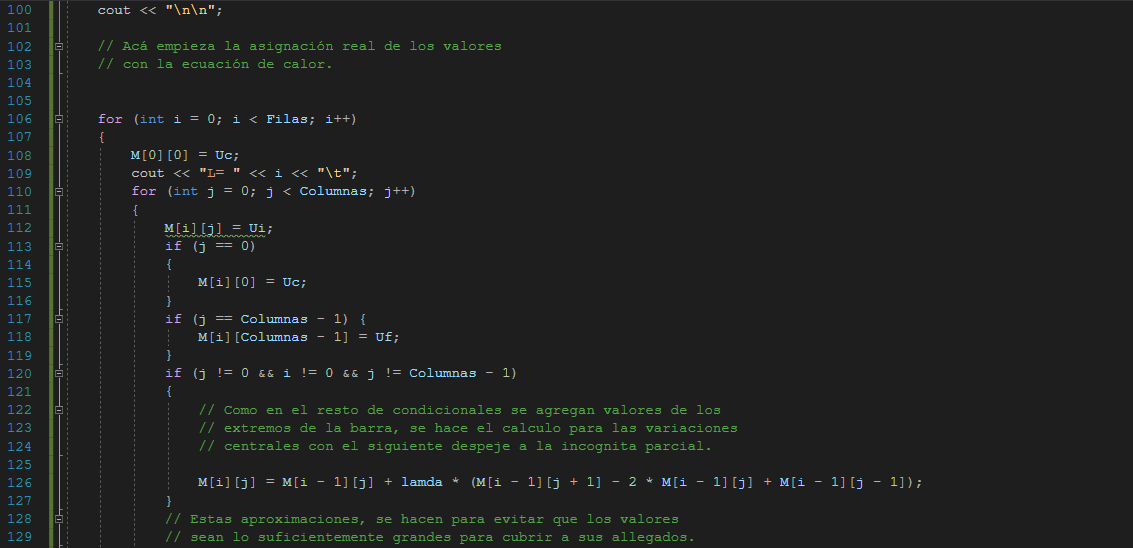 100 cout << "\n\n";
101
102 // Acá empieza la asignación real de los valores
103 // con la ecuación de calor.
104
105
106 for (int i = 0; i < Filas; i++)
107 {
108 M[0][0] = Uc;
109 cout << "L= " << i << "\t";
110 for (int j = 0; j < Columnas; j++)
111 {
112 M[i][j] = Ui;
113 if (j == 0)
114 {
115 M[i][0] = Uc;
116 }
117 if (j == Columnas - 1) {
118 M[i][Columnas - 1] = Uf;
119 }
120 if (j != 0 && i != 0 && j != Columnas - 1)
121 {
122 // Como en el resto de condicionales se agregan valores de los
123 // extremos de la barra, se hace el calculo para las variaciones
124 // centrales con el siguiente despeje a la incognita parcial.
125
126 M[i][j] = M[i - 1][j] + lamda * (M[i - 1][j + 1] - 2 * M[i - 1][j] + M[i - 1][j - 1]);
127 }
128 // Estas aproximaciones, se hacen para evitar que los valores
129 // sean lo suficientemente grandes para cubrir a sus allegados.